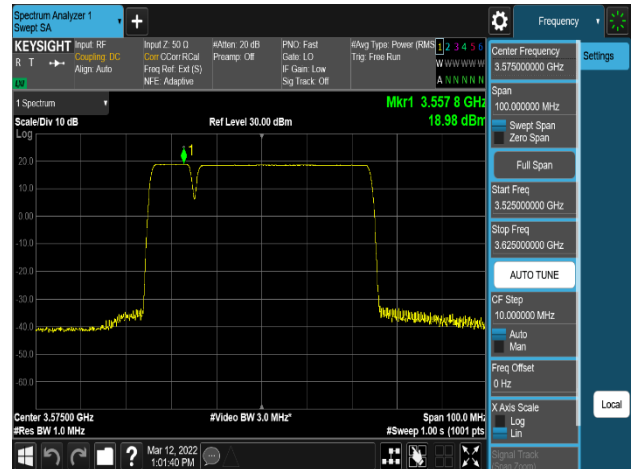 Spectrum Analyzer 1
Swept SA
Frequency
KEYSIGHT
R T
LXI
Input: RF
Coupling: DC
Align: Auto
Input Z: 50 Ω
Corr CCorr RCal
Freq Ref: Ext (S)
NFE: Adaptive
#Atten: 20 dB
Preamp: Off
PNO: Fast
Gate: LO
IF Gain: Low
Sig Track: Off
#Avg Type: Power (RMS
Trig: Free Run
1 2 3 4 5 6
W W W W W W
A N N N N N
1 Spectrum
Scale/Div 10 dB
Log
Ref Level 30.00 dBm
Mkr1 3.557 8 GHz
18.98 dBm
1
20.0
10.0
0.00
-10.0
-20.0
-30.0
-40.0
-50.0
-60.0
Center 3.57500 GHz
#Res BW 1.0 MHz
#Video BW 3.0 MHz*
Span 100.0 MHz
#Sweep 1.00 s (1001 pts
Mar 12, 2022
1:01:40 PM
Center Frequency
3.575000000 GHz
Span
100.000000 MHz
Swept Span
Zero Span
Full Span
Start Freq
3.525000000 GHz
Stop Freq
3.625000000 GHz
AUTO TUNE
CF Step
10.000000 MHz
Auto
Man
Freq Offset
0 Hz
X Axis Scale
Log
Lin
Signal Track
(Span Zoom)
Settings
Local